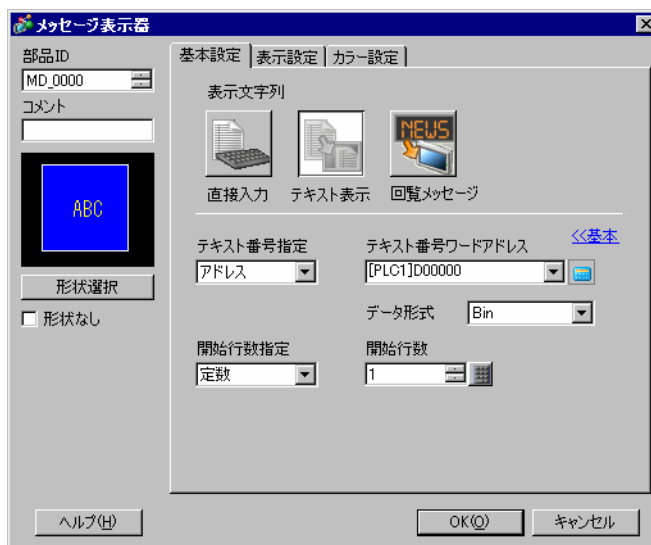 メッセージ表示器
部品ID
MD_0000
コメント
ABC
形状選択
形状なし
ヘルプ(H)
基本設定
表示設定
カラー設定
表示文字列
NEWS
直接入力
テキスト表示
回覧メッセージ
<<基本
テキスト番号指定
テキスト番号ワードアドレス
アドレス
[PLC1]D00000
データ形式
Bin
開始行数指定
開始行数
定数
1
OK(O)
キャンセル